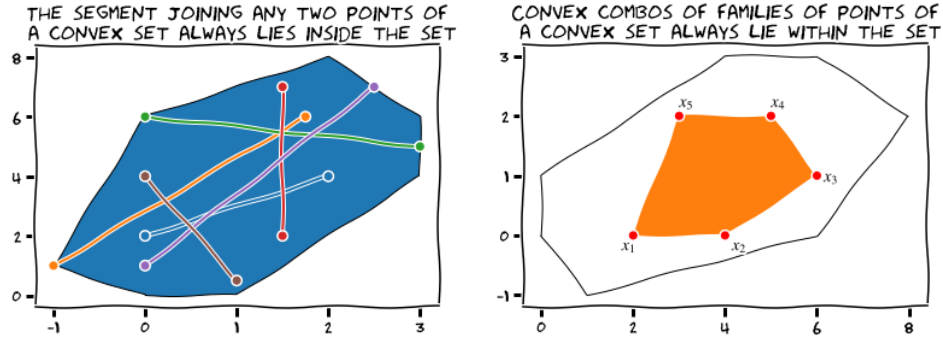 THE SEGMENT JOINING ANY TWO POINTS OF
A CONVEX SET ALWAYS LIES INSIDE THE SET
8
6
4
2
0
-1 0 1 2 3
CONVEX COMBOS OF FAMILIES OF POINTS OF
A CONVEX SET ALWAYS LIE WITHIN THE SET
3
2
1
0
-1
x5 x4
x3
x1 x2
0 2 4 6 8